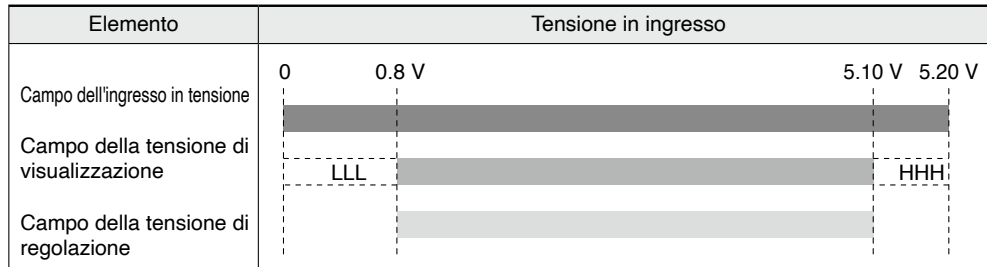 Elemento
Tensione in ingresso
0 0.8 V 5.10 V 5.20 V
Campo dell'ingresso in tensione
Campo della tensione di
visualizzazione
LLL HHH
Campo della tensione di
regolazione